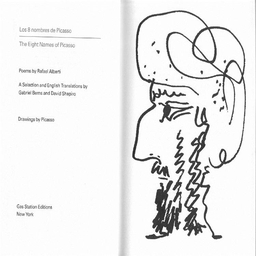 Los 8 nombres de Picasso
The Eight Names of Picasso
Poems by Rafael Alberti
A Selection and English Translations by
Gabriel Berns and David Shapiro
Drawings by Picasso
Gas Station Editions
New York